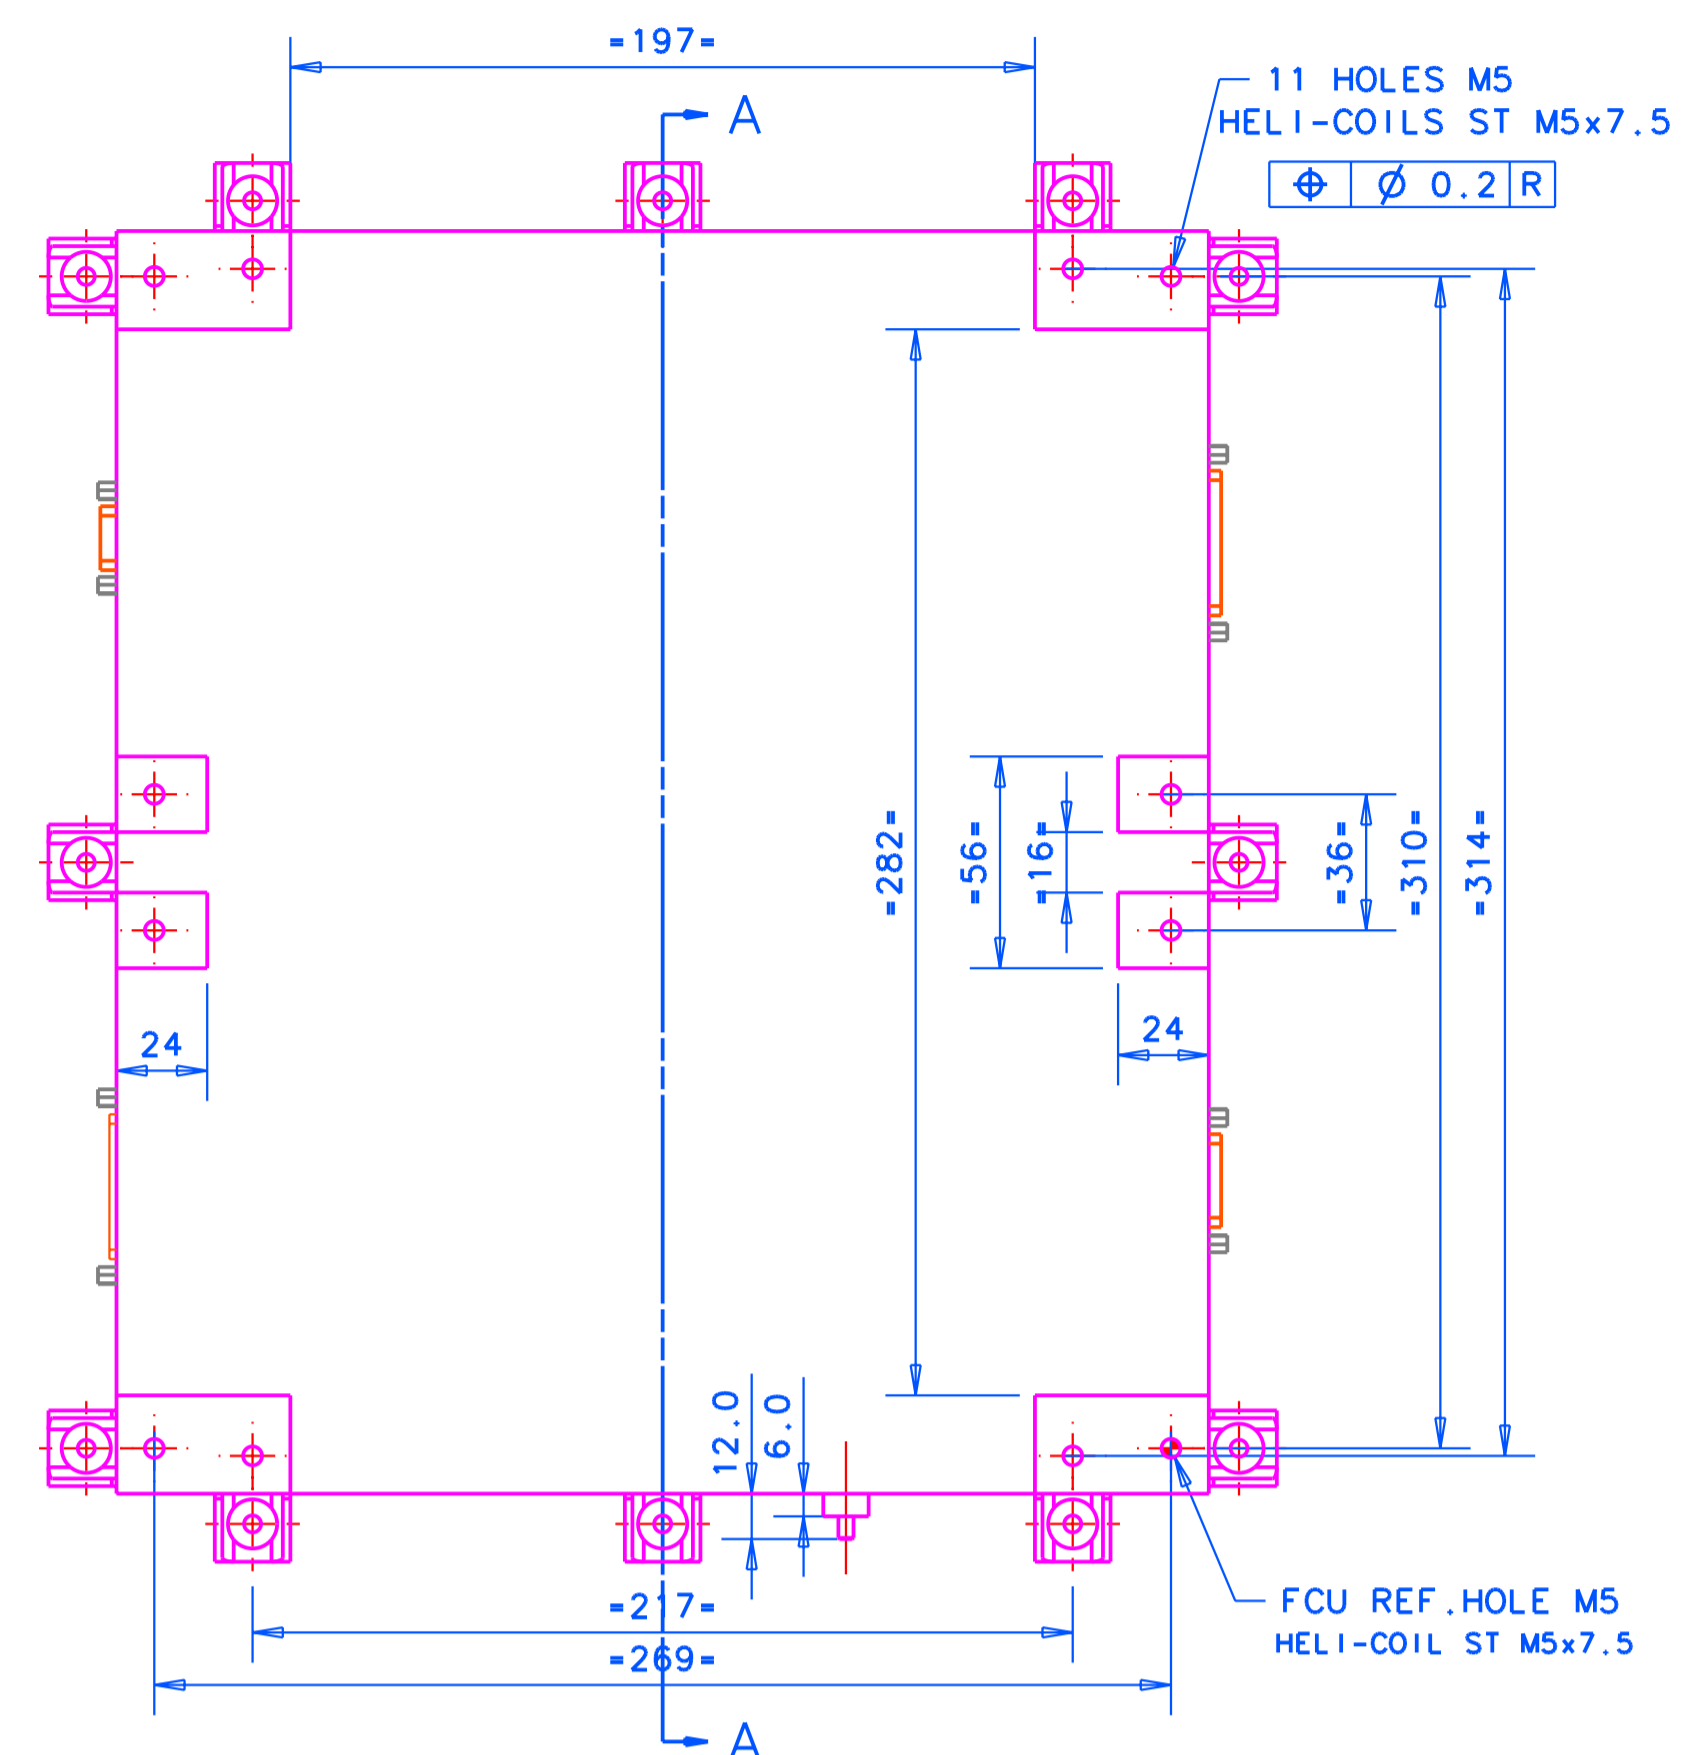 =197=
A
11 HOLES M5
HELI-COILS ST M5x7.5
⌖ Ø 0.2 R
=282=
=56=
=16=
=36=
=310=
=314=
24
24
12.0
6.0
=217=
=269=
FCU REF.HOLE M5
HELI-COIL ST M5x7.5
A